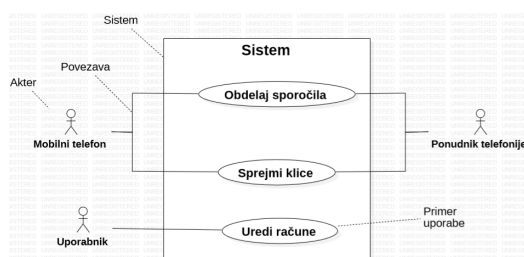 Sistem
Sistem
Povezava
Akter
Obdelaj sporočila
Mobilni telefon
Ponudnik telefonije
Sprejmi klice
Primer
uporabe
Uredi račune
Uporabnik